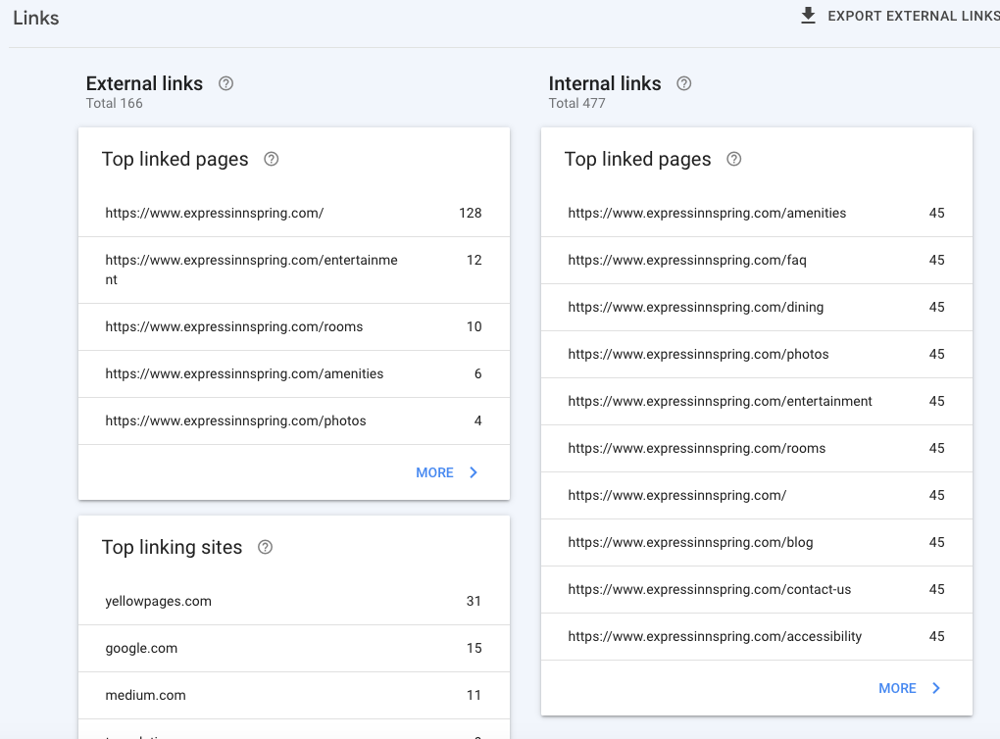 Links
EXPORT EXTERNAL LINKS
External links
Total 166
Top linked pages
https://www.expressinnspring.com/ 128
https://www.expressinnspring.com/entertainme 12
nt
https://www.expressinnspring.com/rooms 10
https://www.expressinnspring.com/amenities 6
https://www.expressinnspring.com/photos 4
MORE
Top linking sites
yellowpages.com 31
google.com 15
medium.com 11
Internal links
Total 477
Top linked pages
https://www.expressinnspring.com/amenities 45
https://www.expressinnspring.com/faq 45
https://www.expressinnspring.com/dining 45
https://www.expressinnspring.com/photos 45
https://www.expressinnspring.com/entertainment 45
https://www.expressinnspring.com/rooms 45
https://www.expressinnspring.com/ 45
https://www.expressinnspring.com/blog 45
https://www.expressinnspring.com/contact-us 45
https://www.expressinnspring.com/accessibility 45
MORE